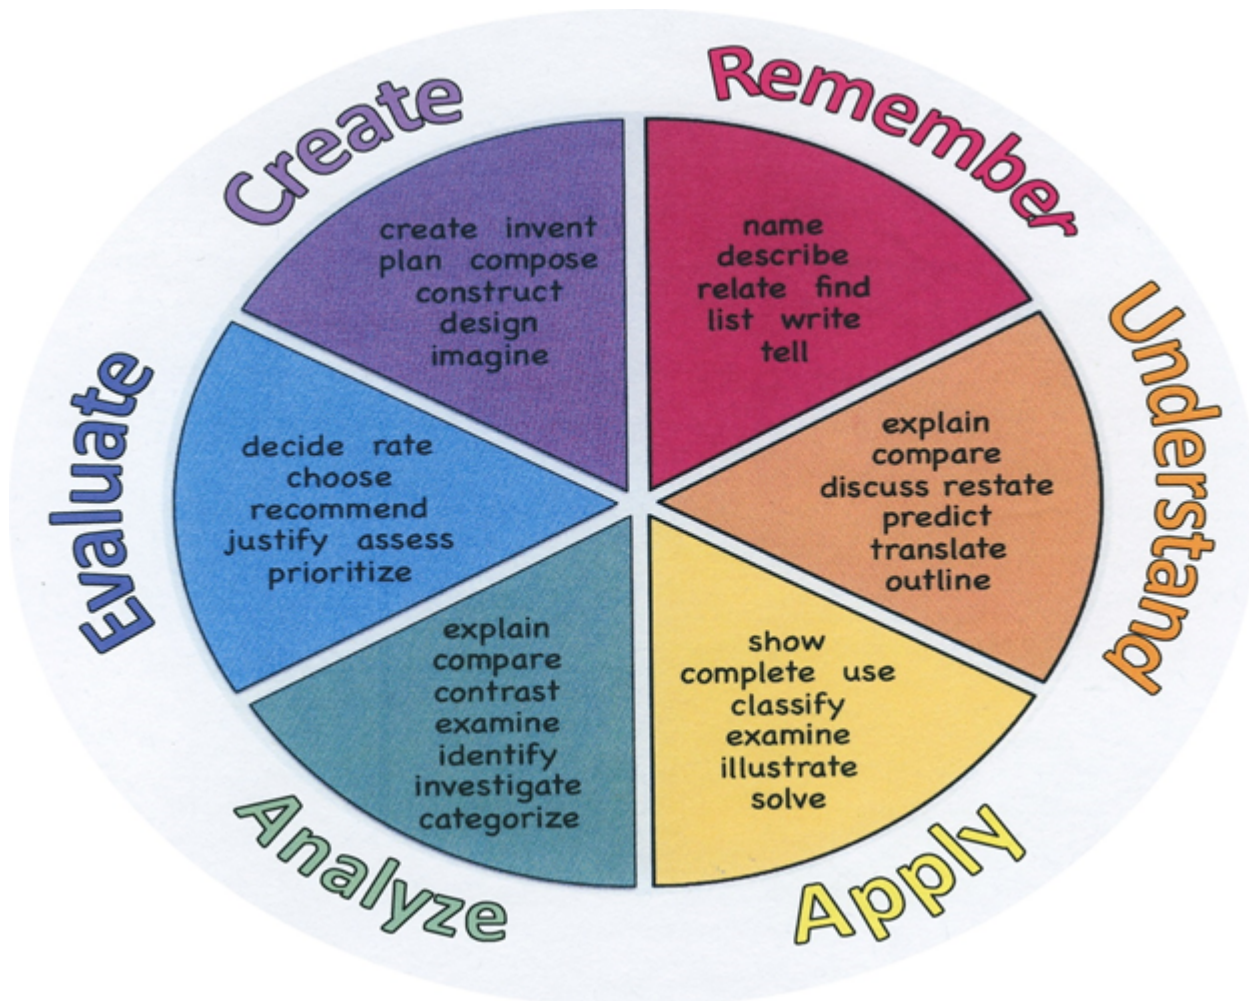 Remember
name
describe
relate find
list write
tell
Understand
explain
compare
discuss restate
predict
translate
outline
Apply
show
complete use
classify
examine
illustrate
solve
Analyze
explain
compare
contrast
examine
identify
investigate
categorize
Evaluate
decide rate
choose
recommend
justify assess
prioritize
Create
create invent
plan compose
construct
design
imagine